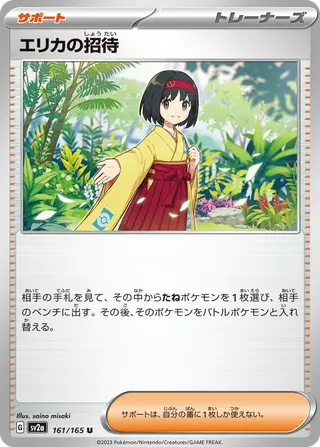 サポート
トレーナーズ
エリカの招待
しょうたい
相手の手札を見て、その中からたねポケモンを1枚選び、相手
のベンチに出す。その後、そのポケモンをバトルポケモンと入れ
替える。
Illus. saino misaki
G sv2a 161/165 U
サポートは、自分の番に1枚しか使えない。
©2023 Pokémon/Nintendo/Creatures/GAME FREAK.